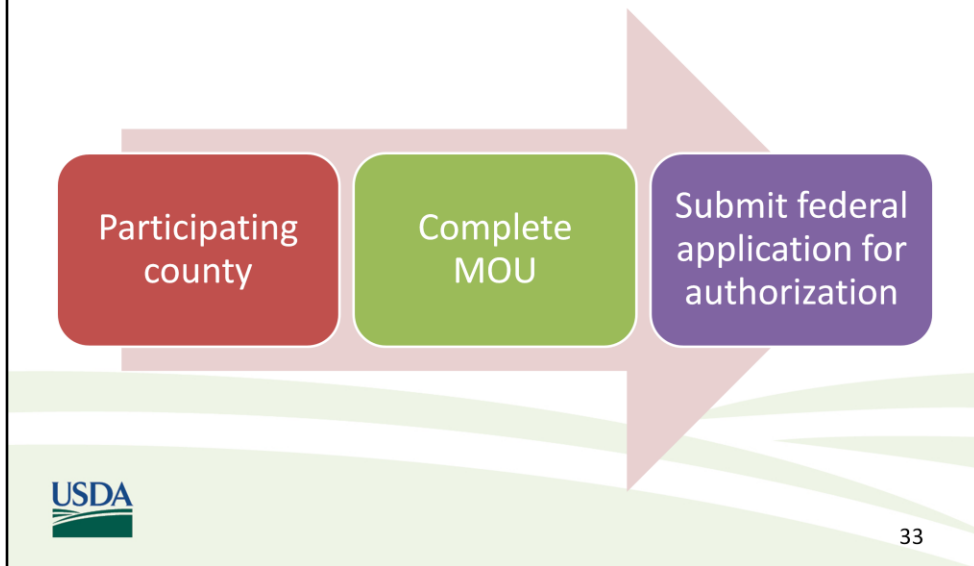 Participating
county
Complete
MOU
Submit federal
application for
authorization
USDA
33